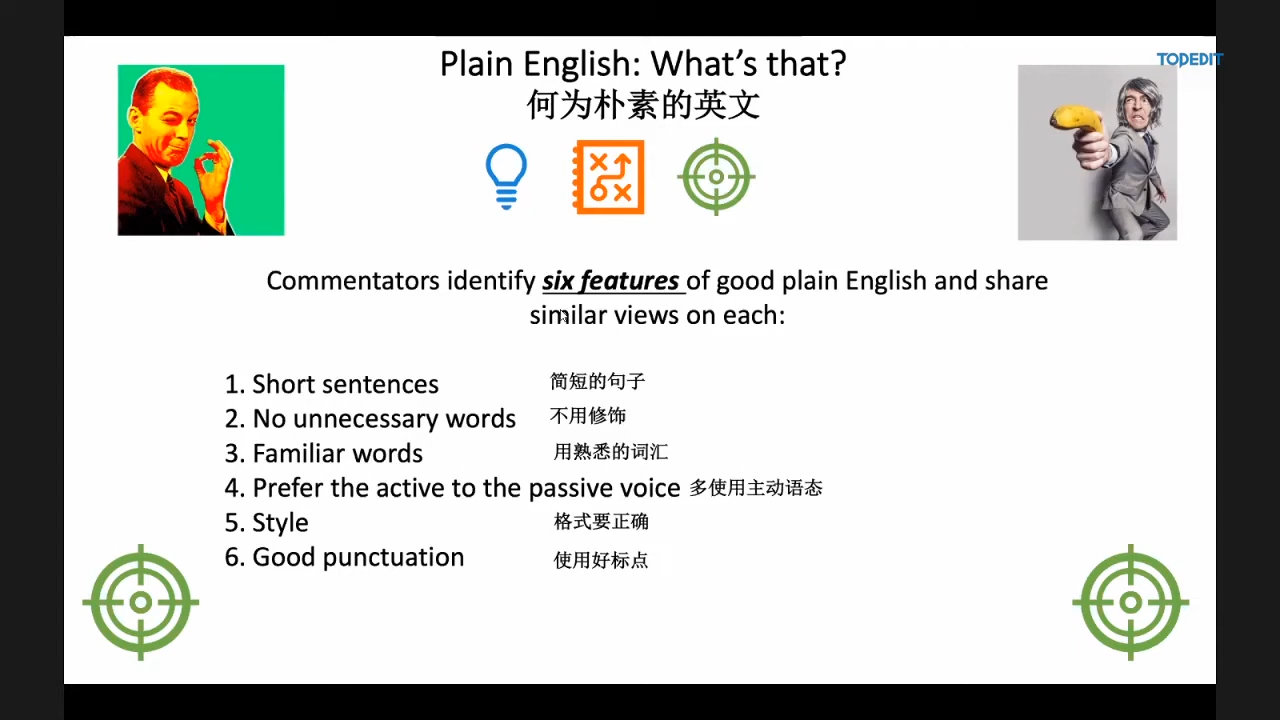 Plain English: What's that?
何为朴素的英文
TOPEDIT
Commentators identify six features of good plain English and share
similar views on each:
1. Short sentences 简短的句子
2. No unnecessary words 不用修饰
3. Familiar words 用熟悉的词汇
4. Prefer the active to the passive voice 多使用主动语态
5. Style 格式要正确
6. Good punctuation 使用好标点